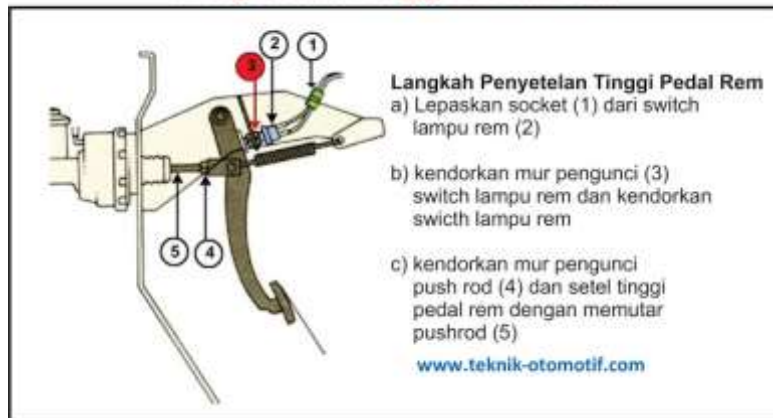 1
2
3
4
5
Langkah Penyetelan Tinggi Pedal Rem
a) Lepaskan socket (1) dari switch
lampu rem (2)
b) kendorkan mur pengunci (3)
switch lampu rem dan kendorkan
swicth lampu rem
c) kendorkan mur pengunci
push rod (4) dan setel tinggi
pedal rem dengan memutar
pushrod (5)
www.teknik-otomotif.com